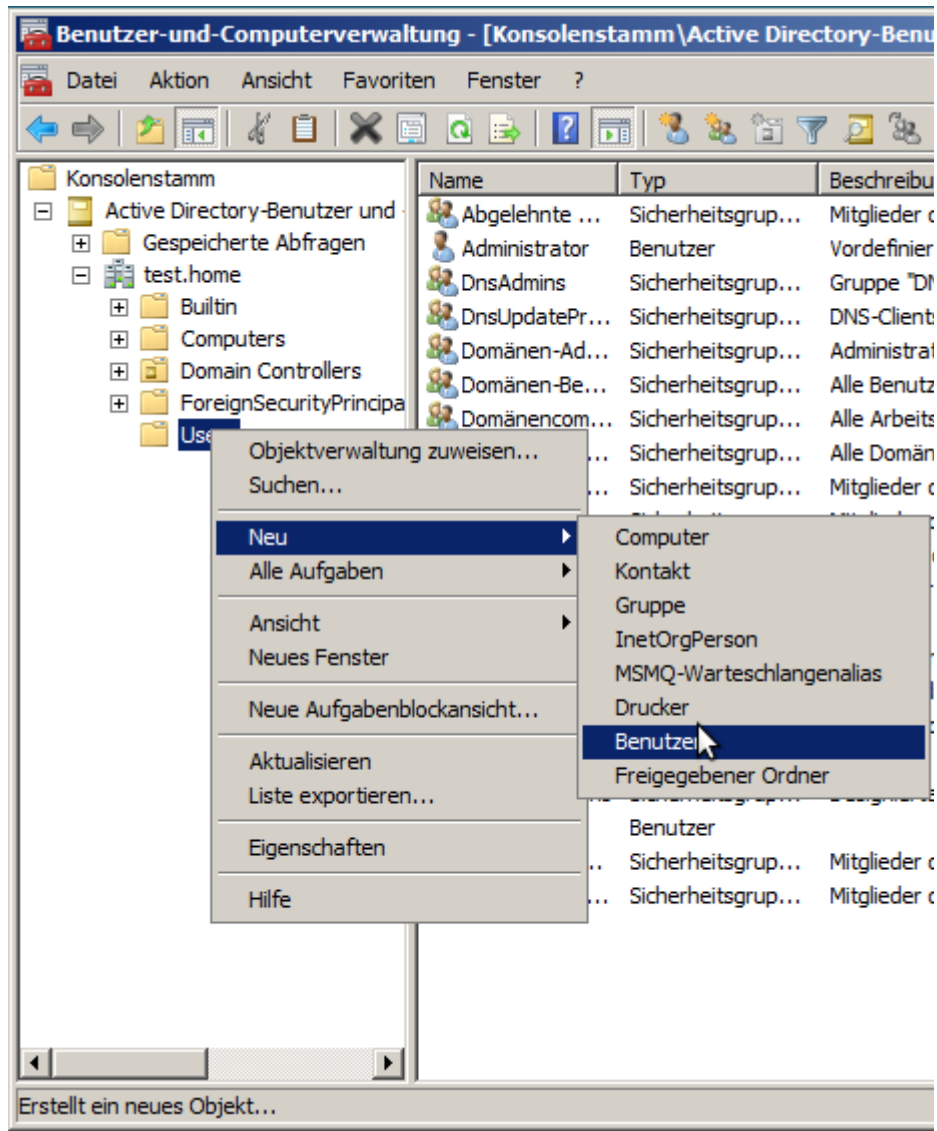 Benutzer-und-Computerverwaltung - [Konsolenstamm\Active Directory-Benu
Datei Aktion Ansicht Favoriten Fenster ?
Konsolenstamm
Active Directory-Benutzer und
Gespeicherte Abfragen
test.home
Builtin
Computers
Domain Controllers
ForeignSecurityPrincipa
Use
Name Typ Beschreibu
Abgelehnte ... Sicherheitsgrup... Mitglieder d
Administrator Benutzer Vordefinier
DnsAdmins Sicherheitsgrup... Gruppe "DN
DnsUpdatePr... Sicherheitsgrup... DNS-Clients
Domänen-Ad... Sicherheitsgrup... Administrat
Domänen-Be... Sicherheitsgrup... Alle Benutz
Domänencom... Sicherheitsgrup... Alle Arbeits
... Sicherheitsgrup... Alle Domän
... Sicherheitsgrup... Mitglieder d
Objektverwaltung zuweisen...
Suchen...
Neu
Alle Aufgaben
Ansicht
Neues Fenster
Neue Aufgabenblockansicht...
Aktualisieren
Liste exportieren...
Eigenschaften
Hilfe
Computer
Kontakt
Gruppe
InetOrgPerson
MSMQ-Warteschlangenalias
Drucker
Benutzer
Freigegebener Ordner
Benutzer
... Sicherheitsgrup... Mitglieder d
... Sicherheitsgrup... Mitglieder d
Erstellt ein neues Objekt...